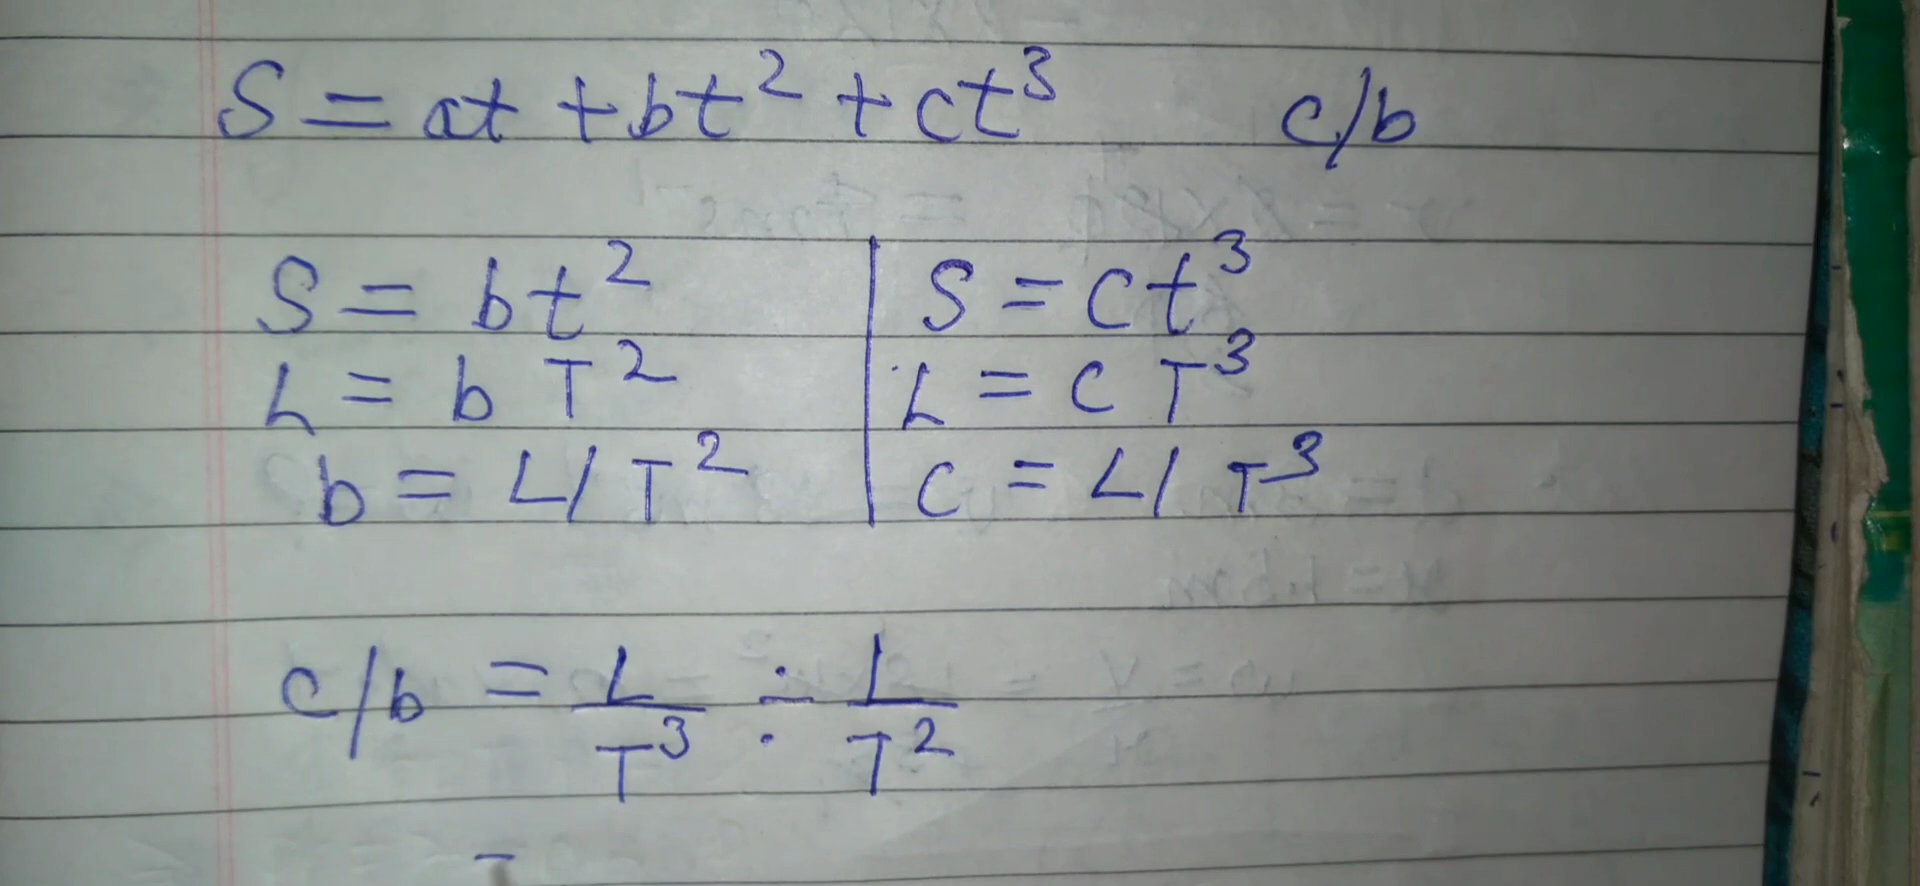 S = at + bt² + ct³ c/b
S = bt² | S = ct³
L = b T² | L = c T³
b = L/T² | c = L/T³
c/b = L/T³ ÷ L/T²